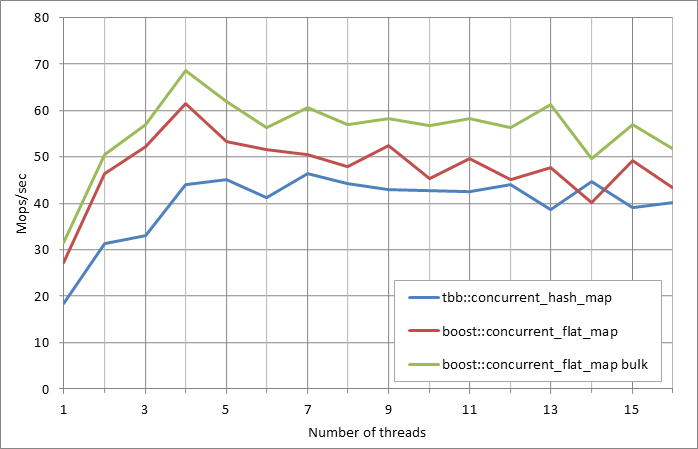 80
70
60
50
40
30
20
10
0
Mops/sec
tbb::concurrent_hash_map
boost::concurrent_flat_map
boost::concurrent_flat_map bulk
1 3 5 7 9 11 13 15
Number of threads